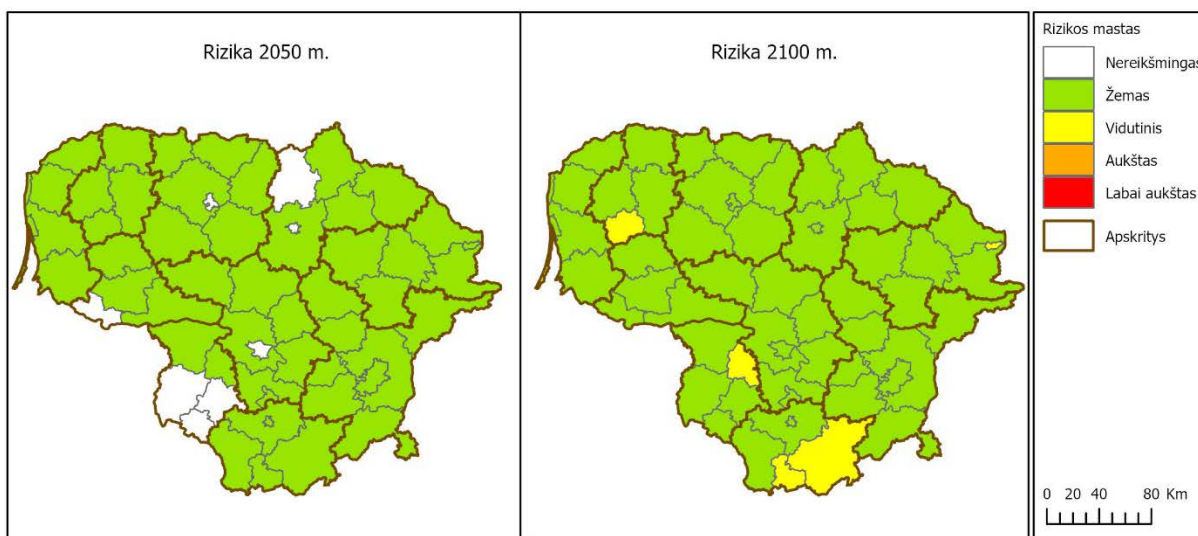 Rizika 2050 m.
Rizika 2100 m.
Rizikos mastas
Nereikšmingas
Žemas
Vidutinis
Aukštas
Labai aukštas
Apskritys
0 20 40 80 Km